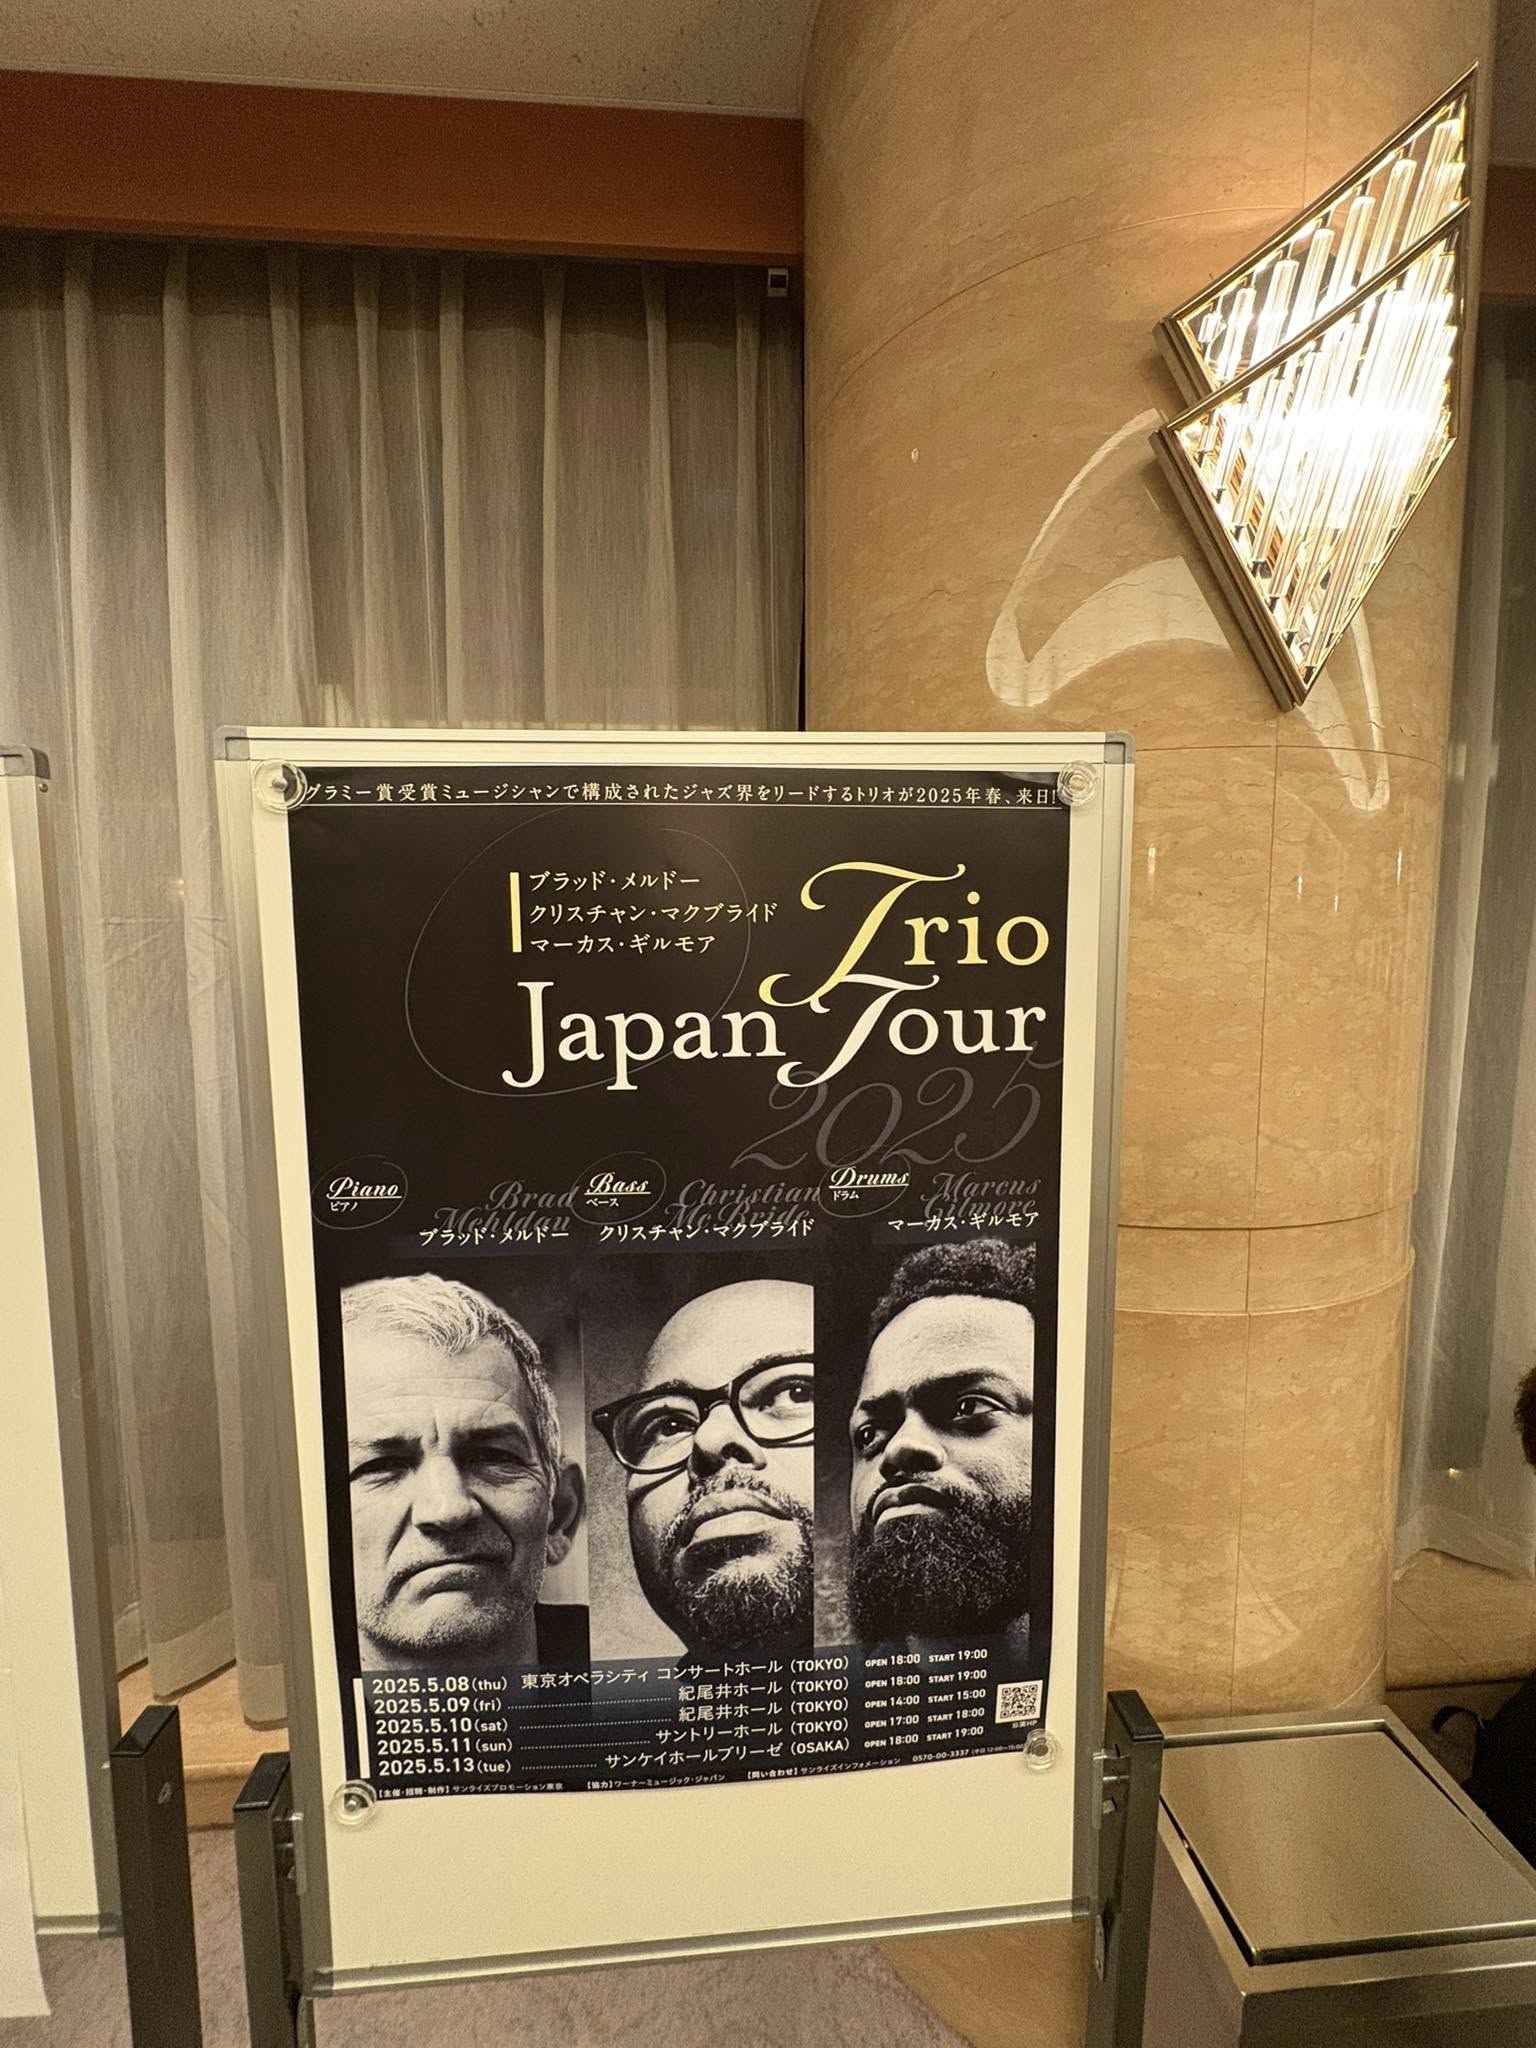 グラミー賞受賞ミュージシャンで構成されたジャズ界をリードするトリオが2025年春、来日!
ブラッド・メルドー
クリスチャン・マクブライド
マーカス・ギルモア
Trio
Japan Tour
2025
Piano
ピアノ
Brad
Mehldau
ブラッド・メルドー
Bass
ベース
Christian
McBride
クリスチャン・マクブライド
Drums
ドラム
Marcus
Gilmore
マーカス・ギルモア
2025.5.08(thu) 東京オペラシティ コンサートホール(TOKYO) OPEN 18:00 START 19:00
2025.5.09(fri) 紀尾井ホール(TOKYO) OPEN 18:00 START 19:00
2025.5.10(sat) 紀尾井ホール(TOKYO) OPEN 14:00 START 15:00
2025.5.11(sun) サントリーホール(TOKYO) OPEN 17:00 START 18:00
2025.5.13(tue) サンケイホールブリーゼ(OSAKA) OPEN 18:00 START 19:00
公演HP
【主催・招聘・制作】サンライズプロモーション東京 【協力】ワーナーミュージック・ジャパン 【問い合わせ】サンライズインフォメーション 0570-00-3337